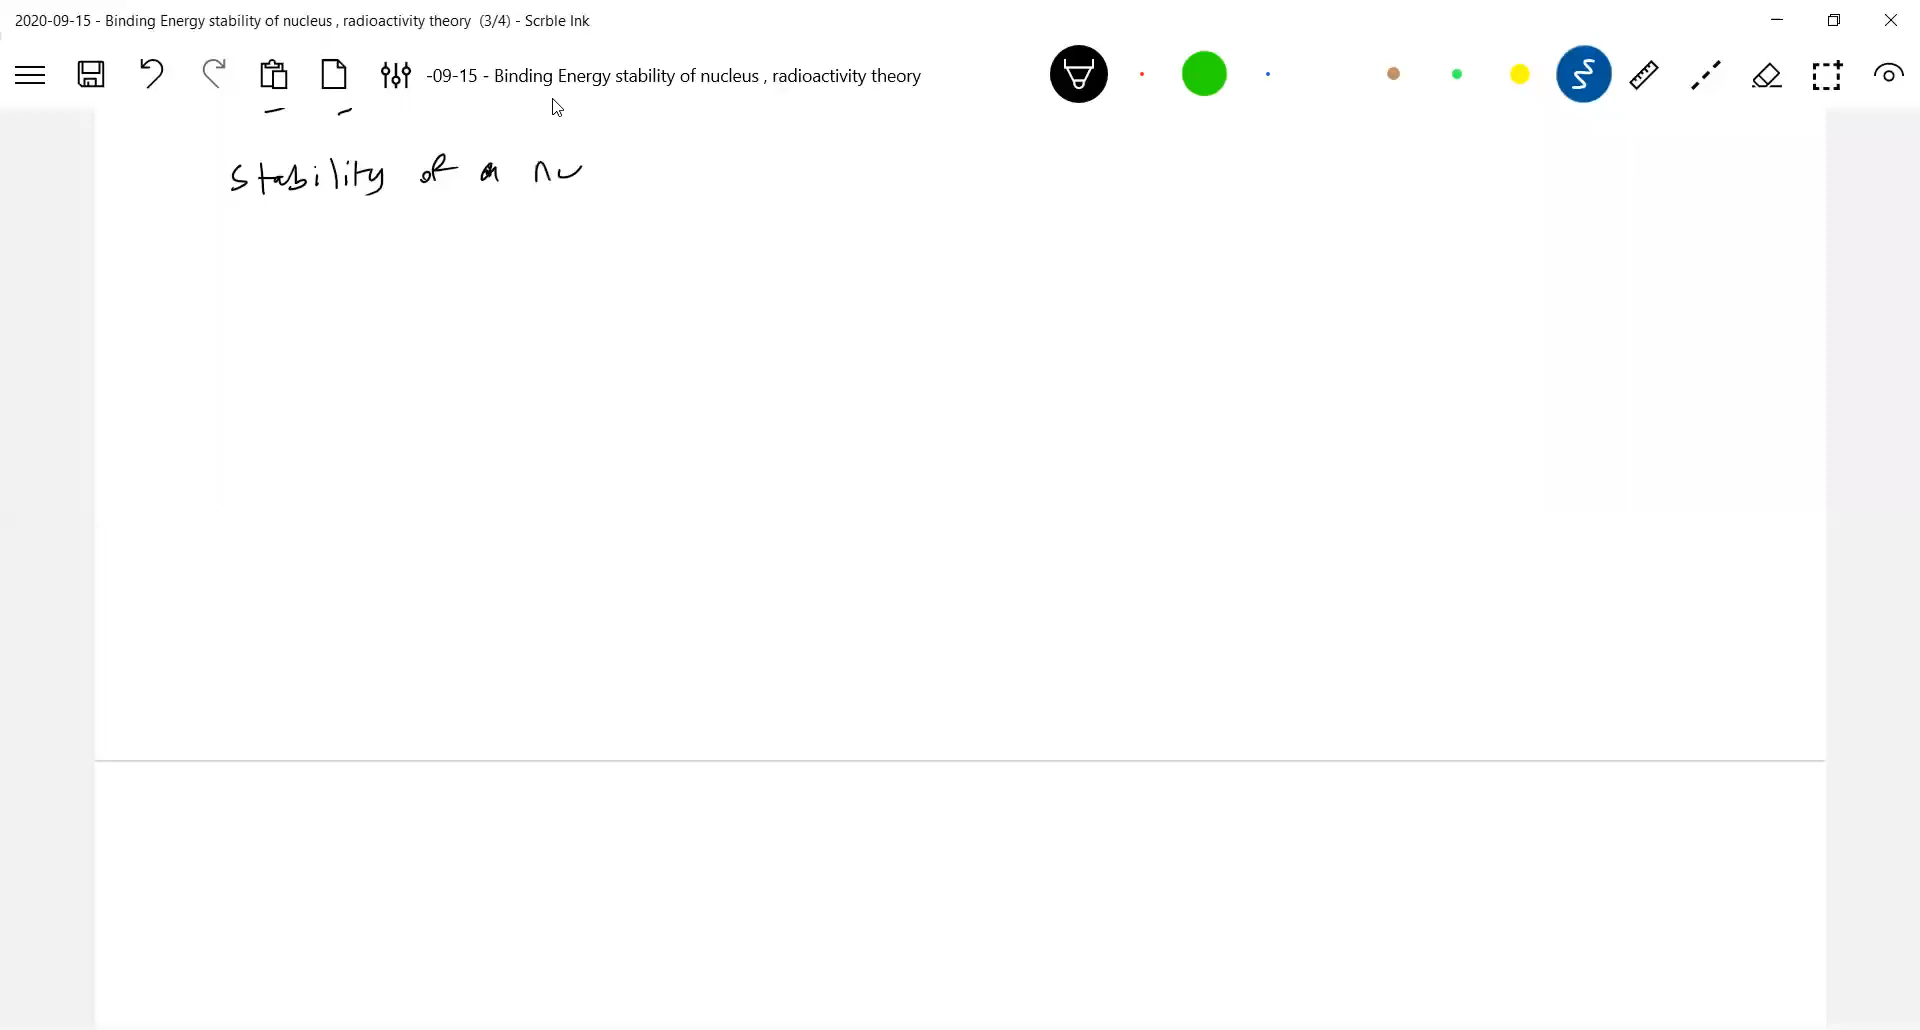 2020-09-15 - Binding Energy stability of nucleus , radioactivity theory (3/4) - Scrble Ink
-09-15 - Binding Energy stability of nucleus , radioactivity theory
stability of a nu